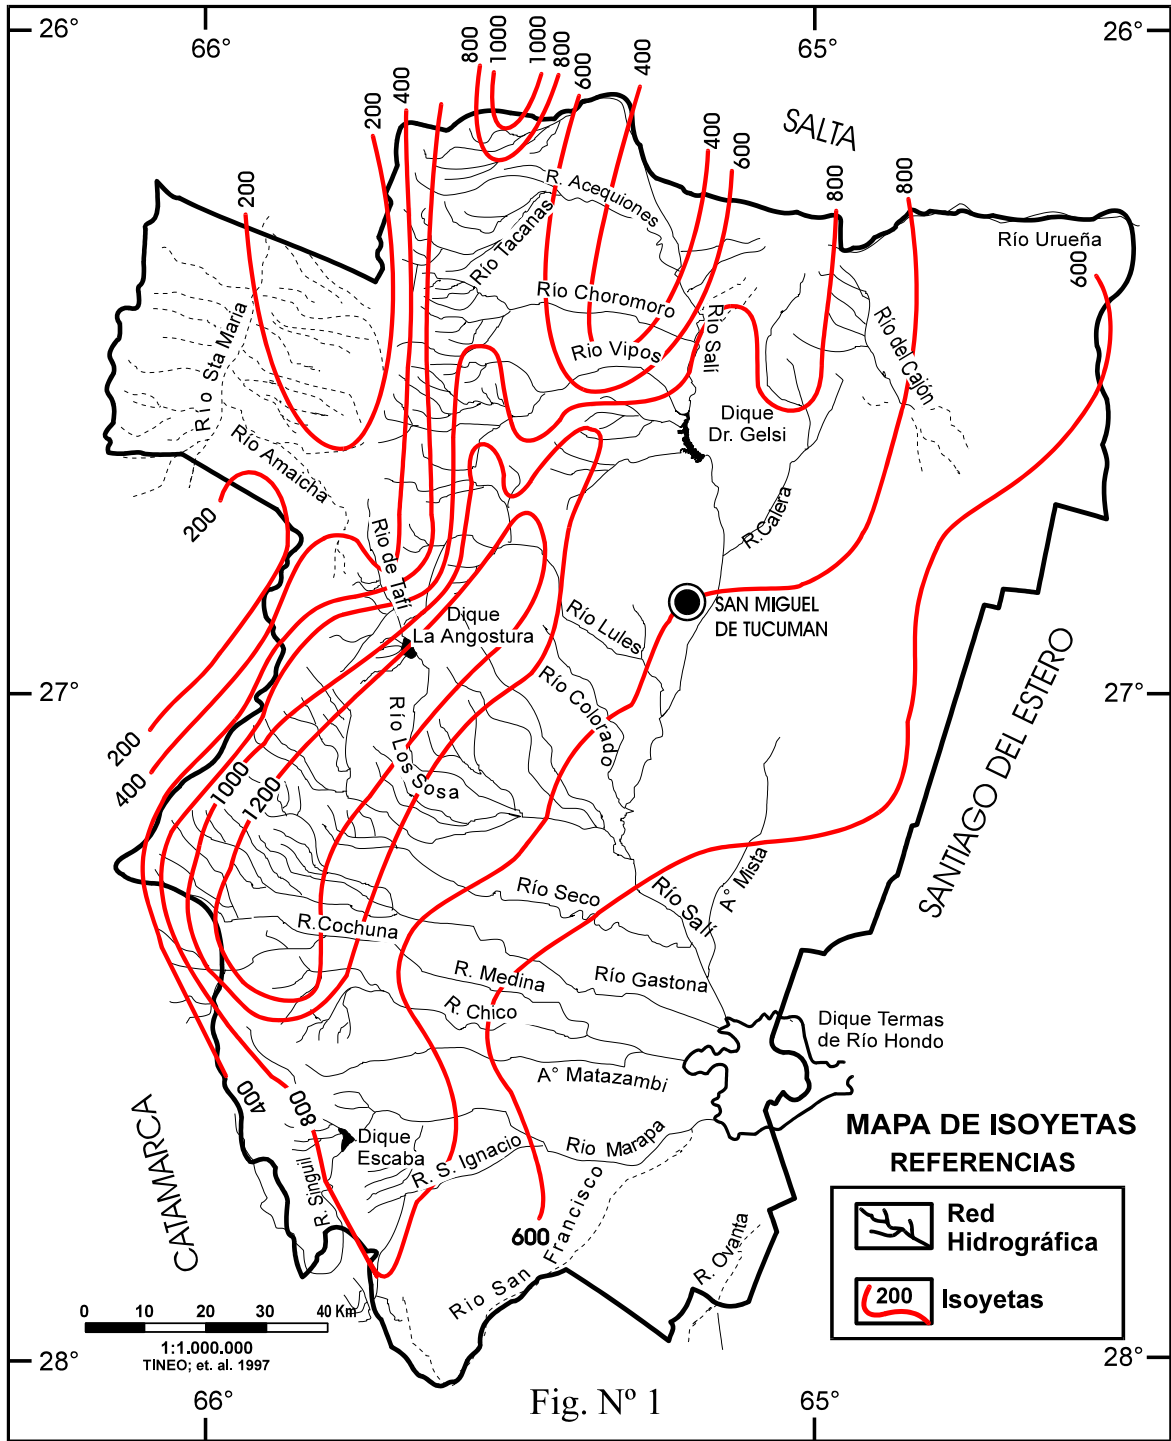 26°
66°
65°
26°
800
1000
1000
800
600
400
200
400
SALTA
400
600
800
800
200
R. Acequiones
Río Tacanas
Río Urueña
600
Río Choromoro
Río Salí
Río Sta Maria
Rio Vipos
Río del Cajón
Dique
Dr. Gelsi
Río Amaicha
200
R.Calera
Rio de Tafí
SAN MIGUEL
DE TUCUMAN
Dique
La Angostura
Río Lules
27°
27°
Río Colorado
SANTIAGO DEL ESTERO
200
400
1000
1200
Río Los Sosa
A° Mista
Río Seco
Río Salí
R.Cochuna
R. Medina
Río Gastona
R. Chico
Dique Termas
de Río Hondo
A° Matazambi
400
800
CATAMARCA
Dique
Escaba
R. Singuil
R. S. Ignacio
Rio Marapa
600
Río San Francisco
R. Ovanta
MAPA DE ISOYETAS
REFERENCIAS
Red
Hidrográfica
200
Isoyetas
0 10 20 30 40 Km
1:1.000.000
TINEO; et. al. 1997
28°
28°
66°
65°
Fig. Nº 1